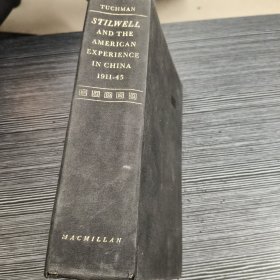 TUCHMAN
STILWELL
AND THE
AMERICAN
EXPERIENCE
IN CHINA
1911-45
MACMILLAN